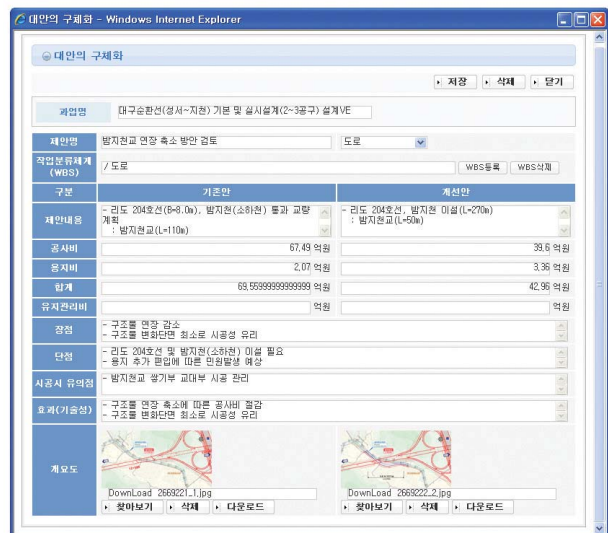 대안의 구체화 - Windows Internet Explorer
대안의 구체화
저장 삭제 닫기
과업명 대구순환선(성서~지천) 기본 및 실시설계(2~3공구) 설계VE
제안명 방지천교 연장 축소 방안 검토 도로
작업분류체계 (WBS) / 도로 WBS등록 WBS삭제
구분 기존안 개선안
제안내용
- 리도 204호선(B=8.0m), 방지천(소하천) 통과 교량
계획
: 방지천교(L=110m)
- 리도 204호선, 방지천 이설(L=270m)
: 방지천교(L=50m)
공사비 67.49 억원 39.6 억원
용지비 2.07 억원 3.36 억원
합계 69.55999999999999 억원 42.96 억원
유지관리비 억원 억원
장점
- 구조물 연장 감소
- 구조물 변화단면 최소로 시공성 유리
단점
- 리도 204호선 및 방지천(소하천) 이설 필요
- 용지 추가 편입에 따른 민원발생 예상
시공시 유의점 - 방지천교 쌓기부 교대부 시공 관리
효과(기술성)
- 구조물 연장 축소에 따른 공사비 절감
- 구조물 변화단면 최소로 시공성 유리
개요도
DownLoad 2669221_1.jpg
찾아보기 삭제 다운로드
DownLoad 2669222_2.jpg
찾아보기 삭제 다운로드